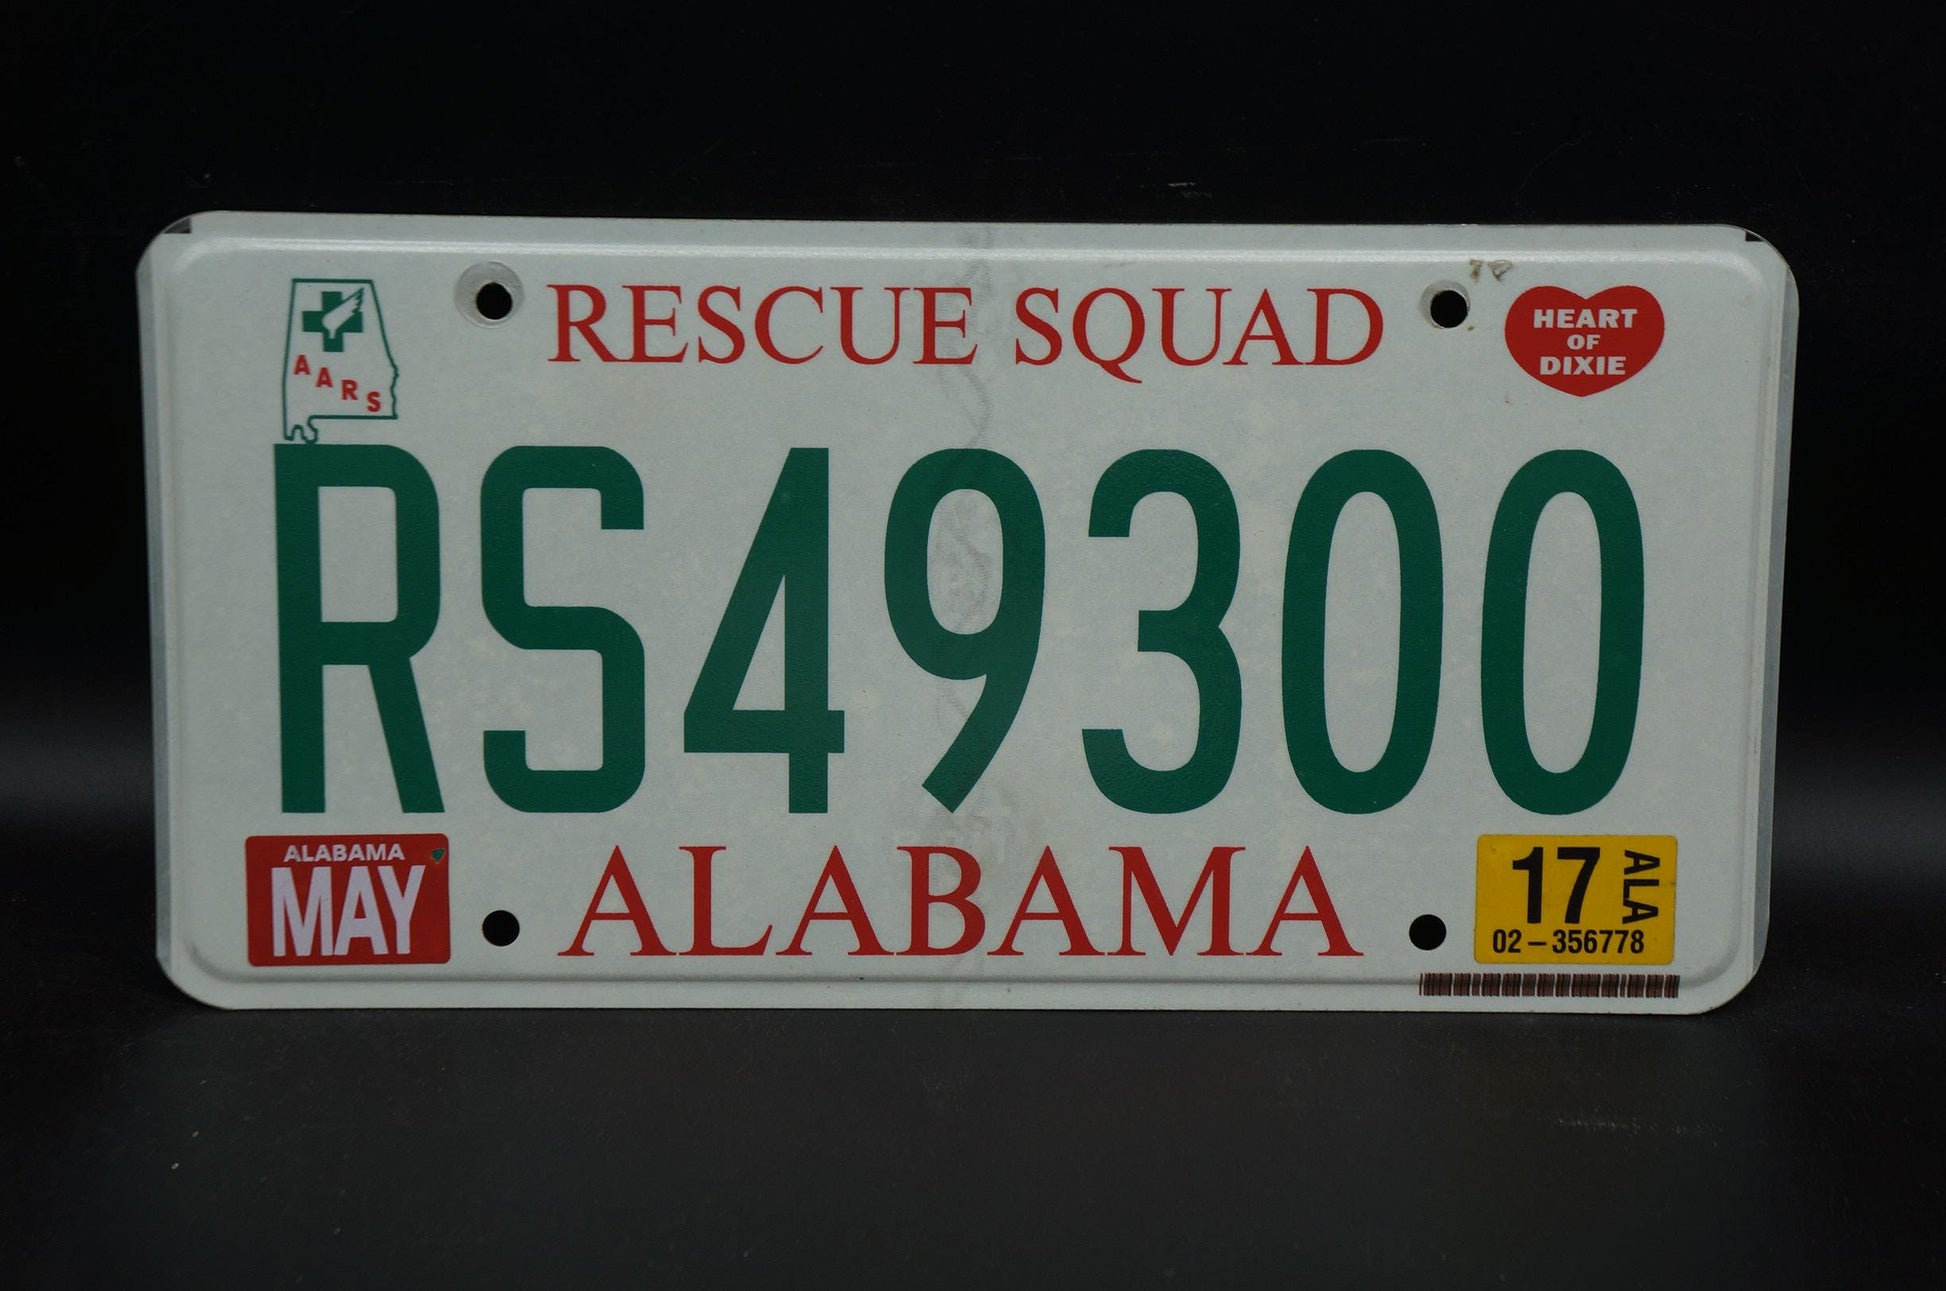 RESCUE SQUAD
AARS
HEART
OF
DIXIE
RS49300
ALABAMA
MAY
ALABAMA
17 ALA
02-356778